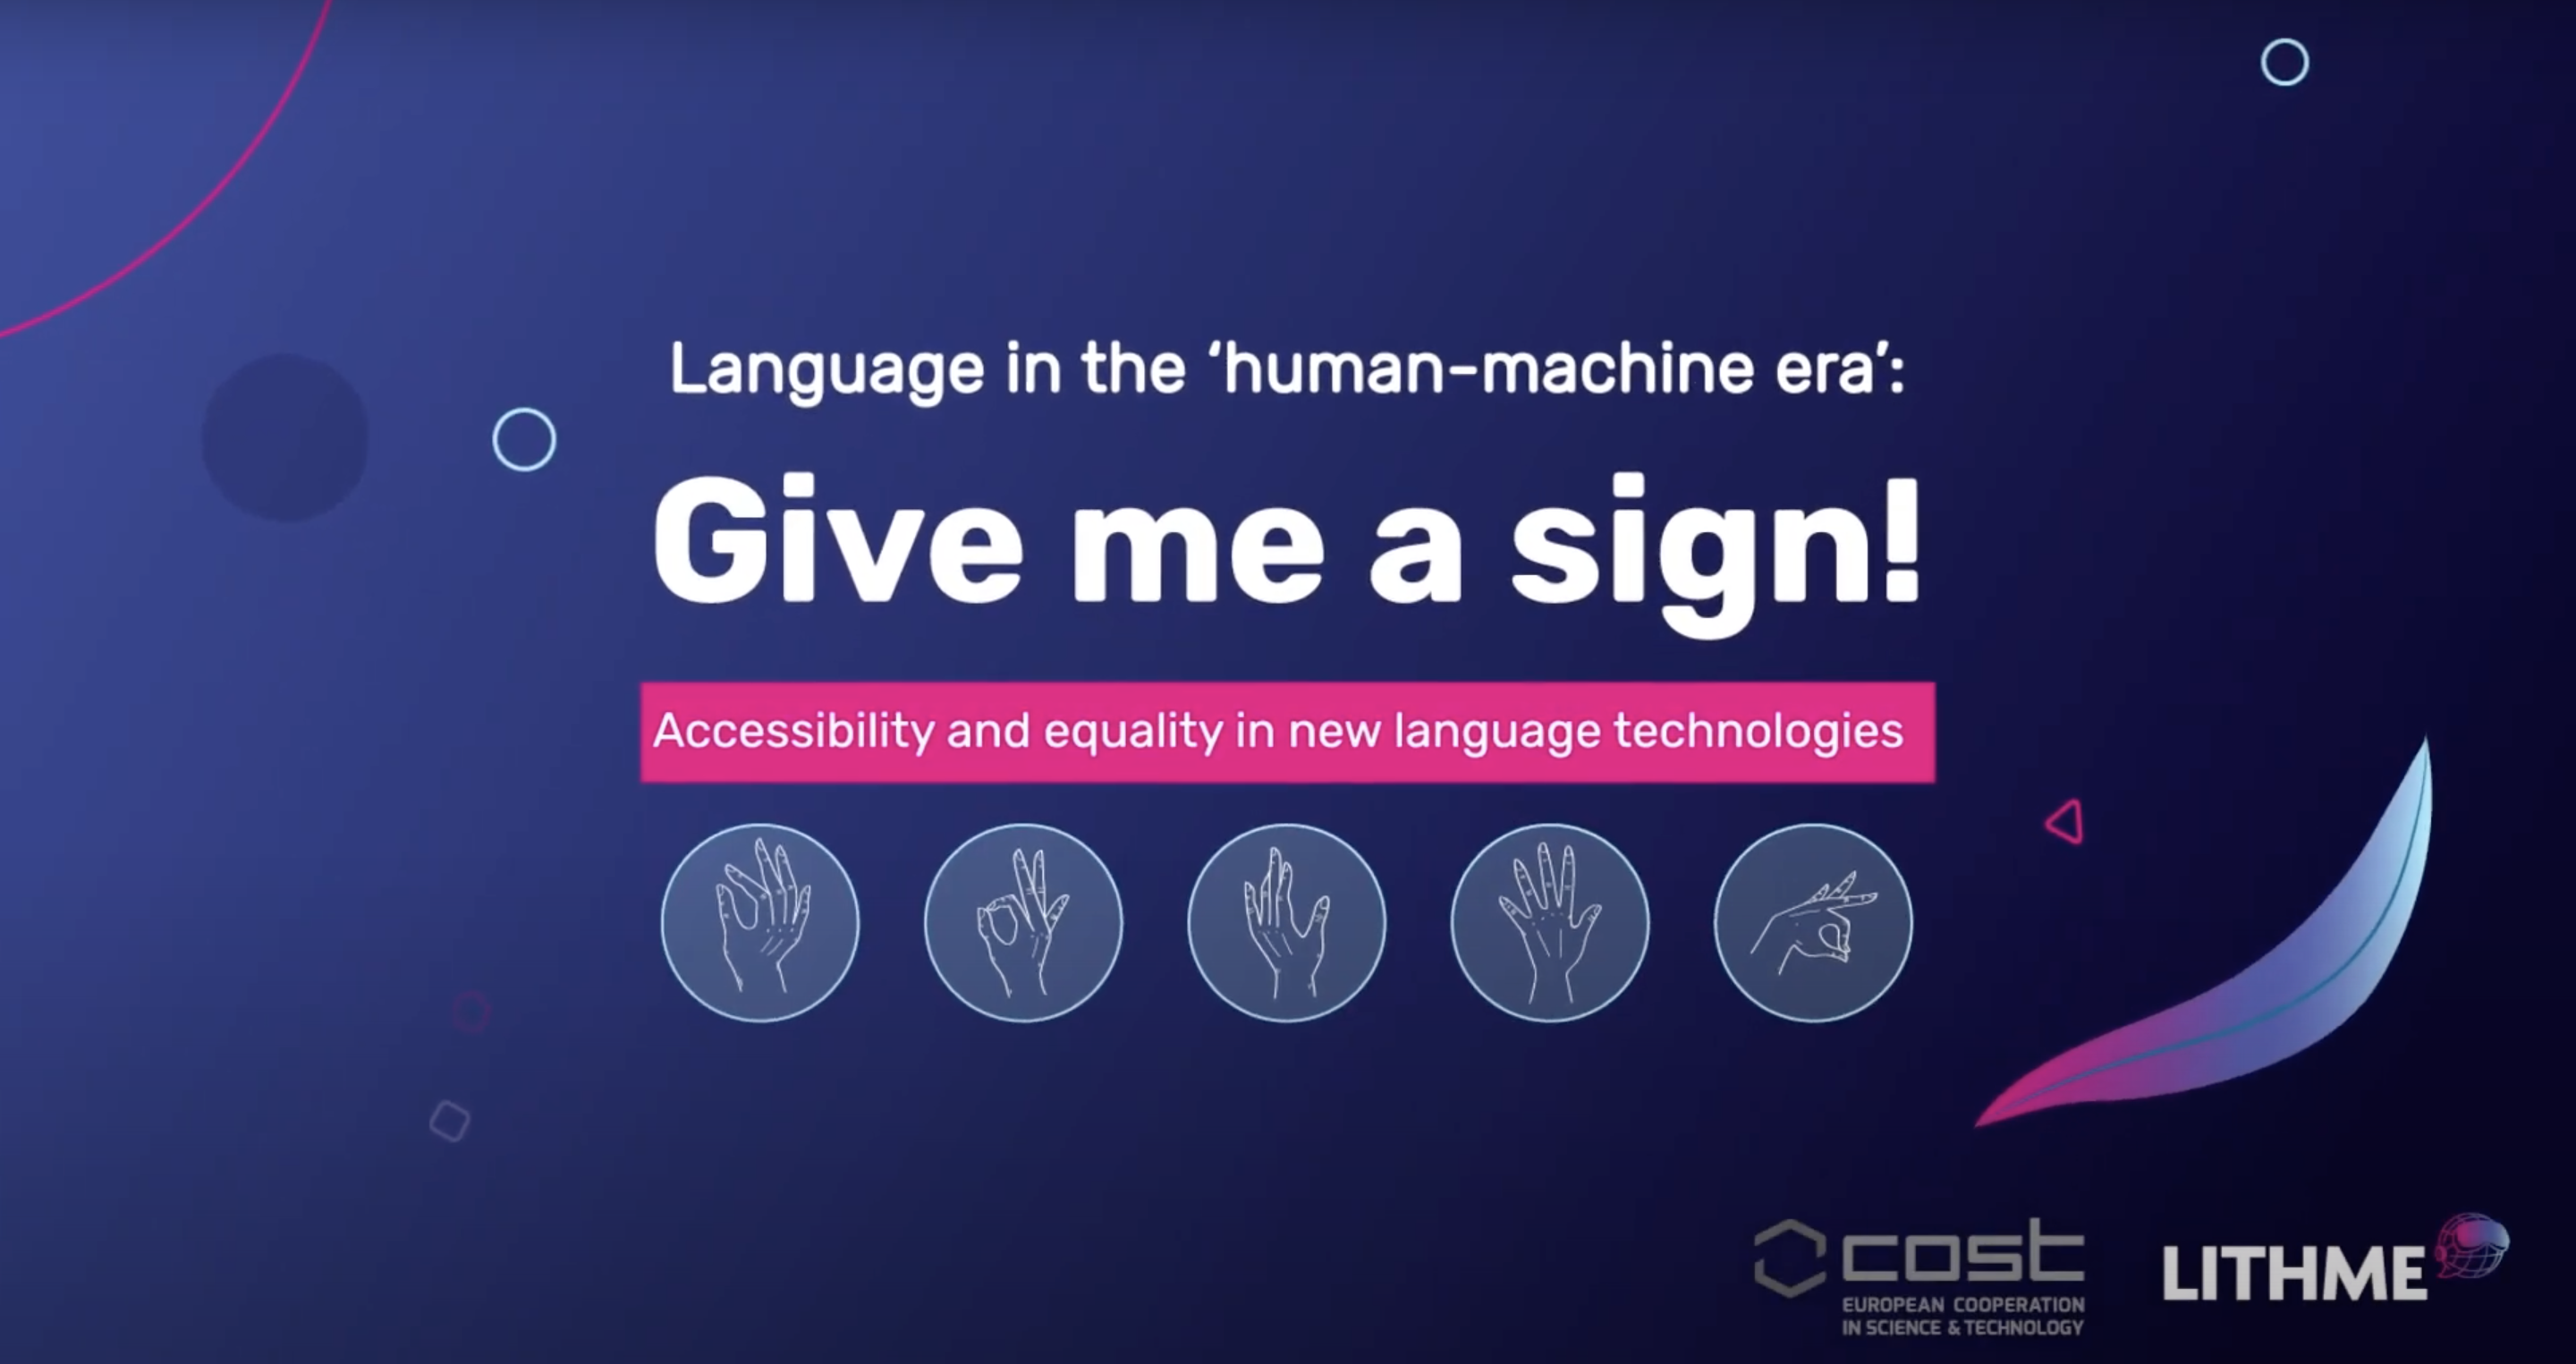 Language in the ‘human-machine era’:
Give me a sign!
Accessibility and equality in new language technologies
cost
EUROPEAN COOPERATION
IN SCIENCE & TECHNOLOGY
LITHME